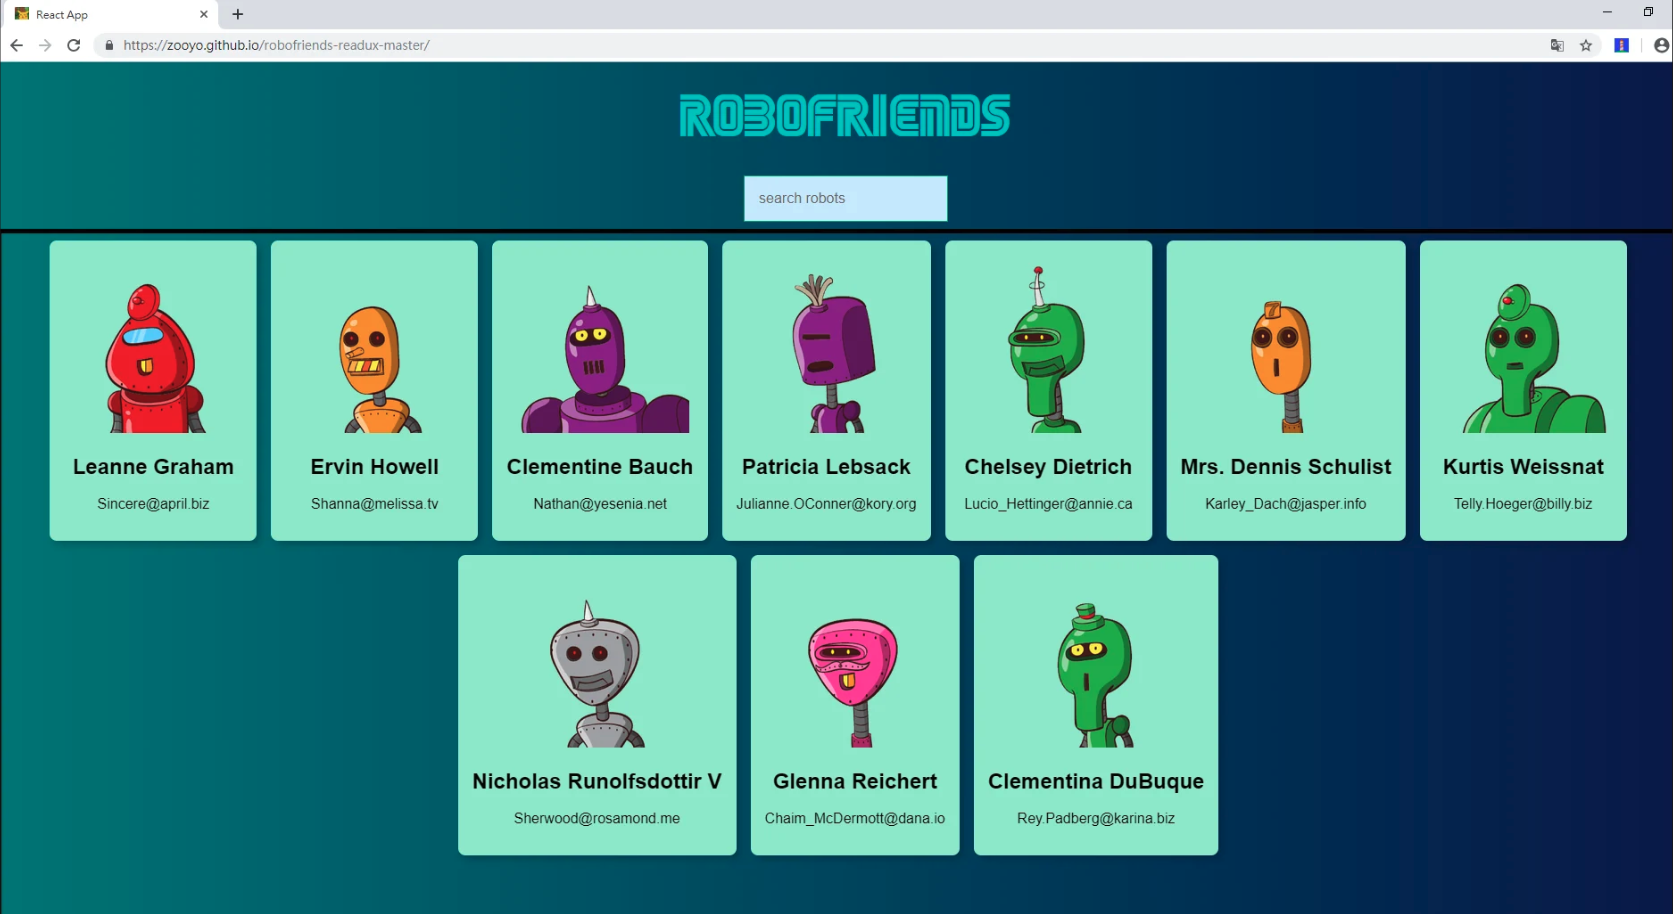 React App
https://zooyo.github.io/robofriends-readux-master/
ROBOFRIENDS
search robots
Leanne Graham
Sincere@april.biz
Ervin Howell
Shanna@melissa.tv
Clementine Bauch
Nathan@yesenia.net
Patricia Lebsack
Julianne.OConner@kory.org
Chelsey Dietrich
Lucio_Hettinger@annie.ca
Mrs. Dennis Schulist
Karley_Dach@jasper.info
Kurtis Weissnat
Telly.Hoeger@billy.biz
Nicholas Runolfsdottir V
Sherwood@rosamond.me
Glenna Reichert
Chaim_McDermott@dana.io
Clementina DuBuque
Rey.Padberg@karina.biz